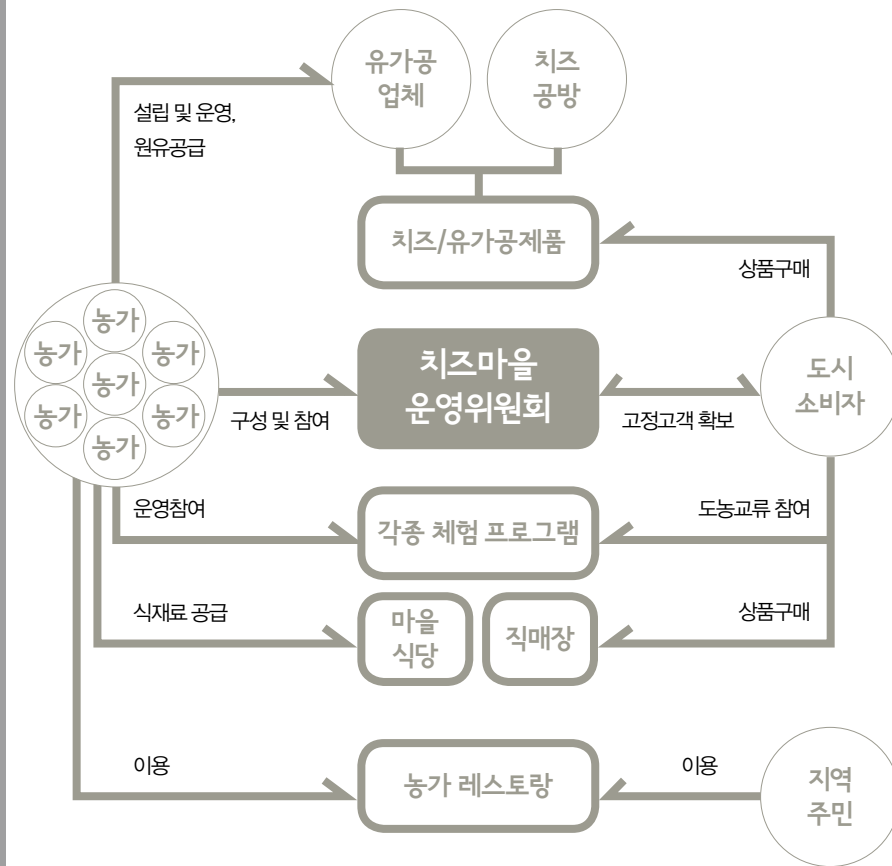 유가공
업체
치즈
공방
설립 및 운영,
원유공급
치즈/유가공제품
상품구매
농가
농가
농가
농가
농가
농가
농가
치즈마을
운영위원회
도시
소비자
구성 및 참여
고정고객 확보
운영참여
각종 체험 프로그램
도농교류 참여
식재료 공급
마을
식당
직매장
상품구매
이용
농가 레스토랑
이용
지역
주민